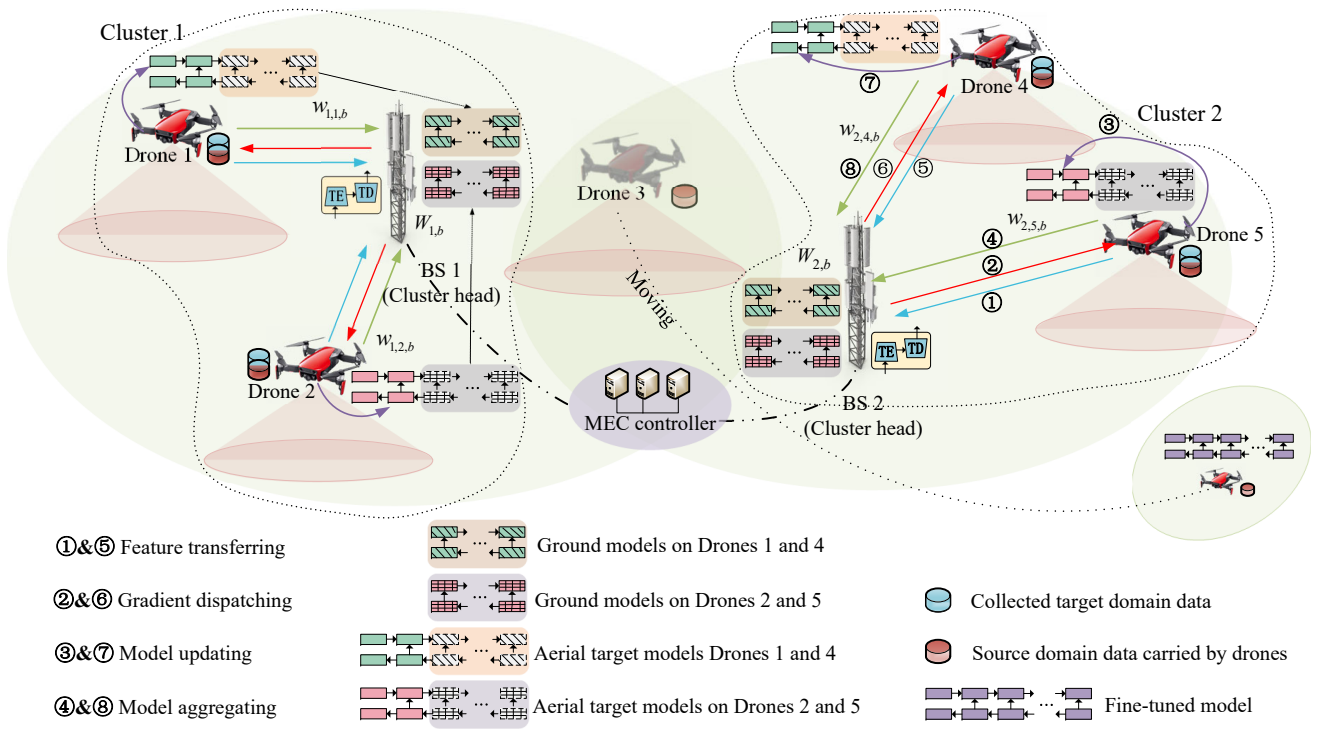 Cluster 1
w1,1,b
Drone 1
TE
TD
W1,b
BS 1
(Cluster head)
w1,2,b
Drone 2
Drone 3
Moving
MEC controller
Drone 4
⑦
Cluster 2
③
w2,4,b
⑧
⑥
⑤
w2,5,b
Drone 5
④
②
①
W2,b
TE
TD
BS 2
(Cluster head)
①&⑤ Feature transferring
②&⑥ Gradient dispatching
③&⑦ Model updating
④&⑧ Model aggregating
Ground models on Drones 1 and 4
Ground models on Drones 2 and 5
Aerial target models Drones 1 and 4
Aerial target models on Drones 2 and 5
Collected target domain data
Source domain data carried by drones
Fine-tuned model